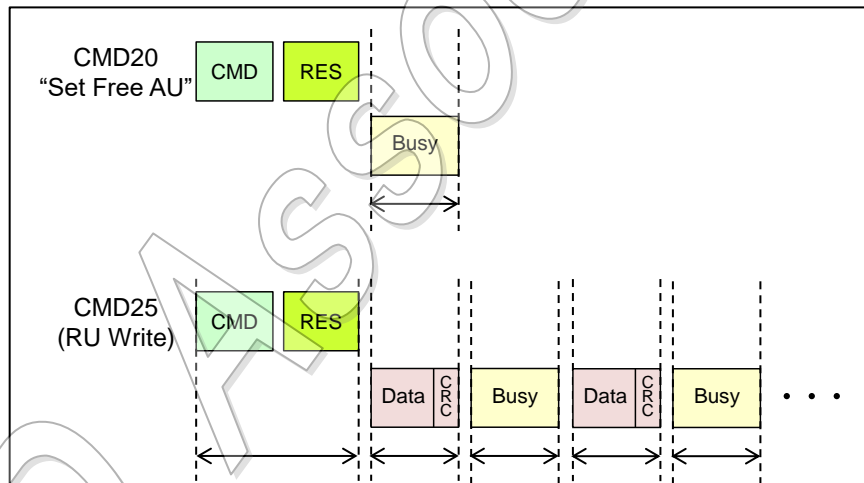 CMD20
“Set Free AU”
CMD
RES
Busy
CMD25
(RU Write)
CMD
RES
Data
CRC
Busy
Data
CRC
Busy
• • •